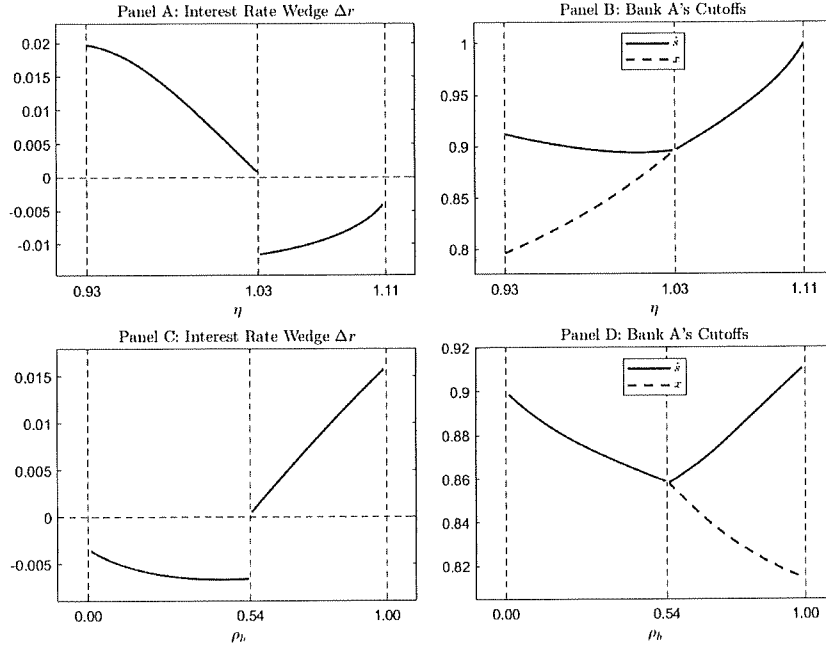 Panel A: Interest Rate Wedge Δr
0.02
0.015
0.01
0.005
0
-0.005
-0.01
0.93
1.03
1.11
η
Panel B: Bank A's Cutoffs
ŝ
x
1
0.95
0.9
0.85
0.8
0.93
1.03
1.11
η
Panel C: Interest Rate Wedge Δr
0.015
0.01
0.005
0
-0.005
0.00
0.54
1.00
ρh
Panel D: Bank A's Cutoffs
ŝ
x
0.92
0.9
0.88
0.86
0.84
0.82
0.00
0.54
1.00
ρh